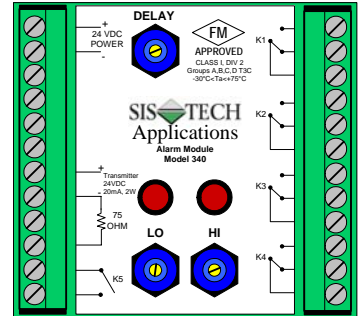 DELAY
+
24 VDC
POWER
-
FM
APPROVED
CLASS I, DIV 2
Groups A,B,C,D T3C
-30°C<Ta<+75°C
K1
SIS TECH
Applications
Alarm Module
Model 340
K2
+
Transmitter
24VDC
20mA, 2W
-
75
OHM
K3
LO
HI
K4
K5